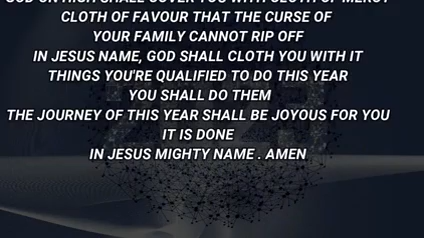 GOD ON HIGH SHALL COVER YOU WITH CLOTH OF MERCY
CLOTH OF FAVOUR THAT THE CURSE OF
YOUR FAMILY CANNOT RIP OFF
IN JESUS NAME, GOD SHALL CLOTH YOU WITH IT
THINGS YOU'RE QUALIFIED TO DO THIS YEAR
YOU SHALL DO THEM
THE JOURNEY OF THIS YEAR SHALL BE JOYOUS FOR YOU
IT IS DONE
IN JESUS MIGHTY NAME . AMEN